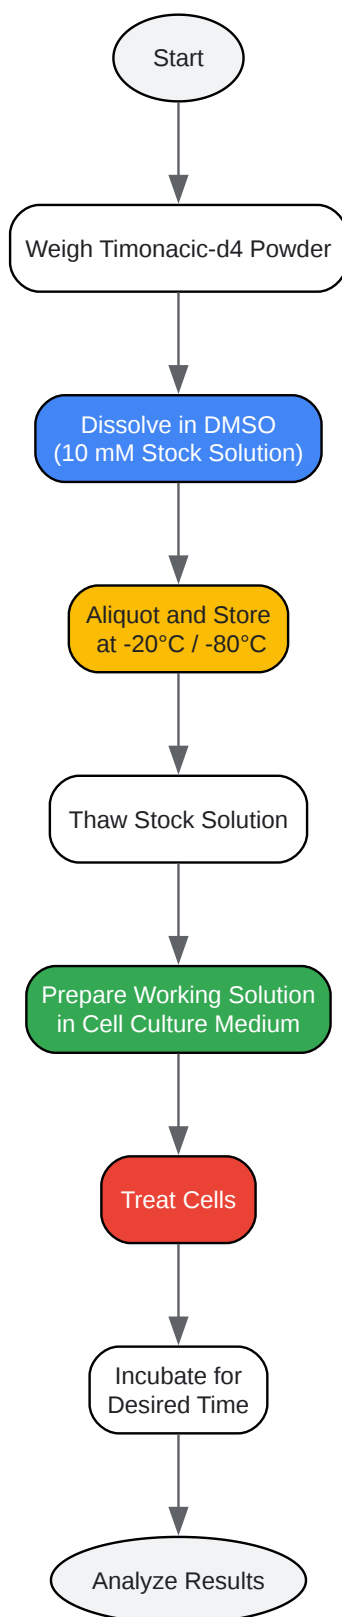 Start
Weigh Timonacic-d4 Powder
Dissolve in DMSO
(10 mM Stock Solution)
Aliquot and Store
at -20°C / -80°C
Thaw Stock Solution
Prepare Working Solution
in Cell Culture Medium
Treat Cells
Incubate for
Desired Time
Analyze Results